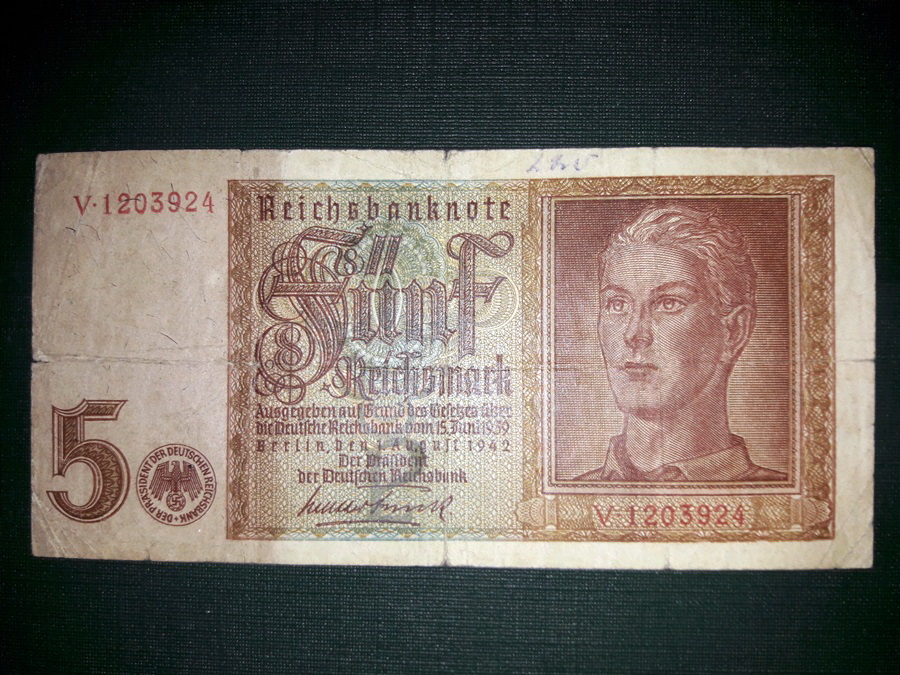 V·1203924
Reichsbanknote
Fünf
Reichsmark
Ausgegeben auf Grund des Gesetzes über
die Deutsche Reichsbank vom 15. Juni 1939
Berlin, den 1. August 1942
Der Präsident
der Deutschen Reichsbank
5
DER PRÄSIDENT DER DEUTSCHEN REICHSBANK
V·1203924